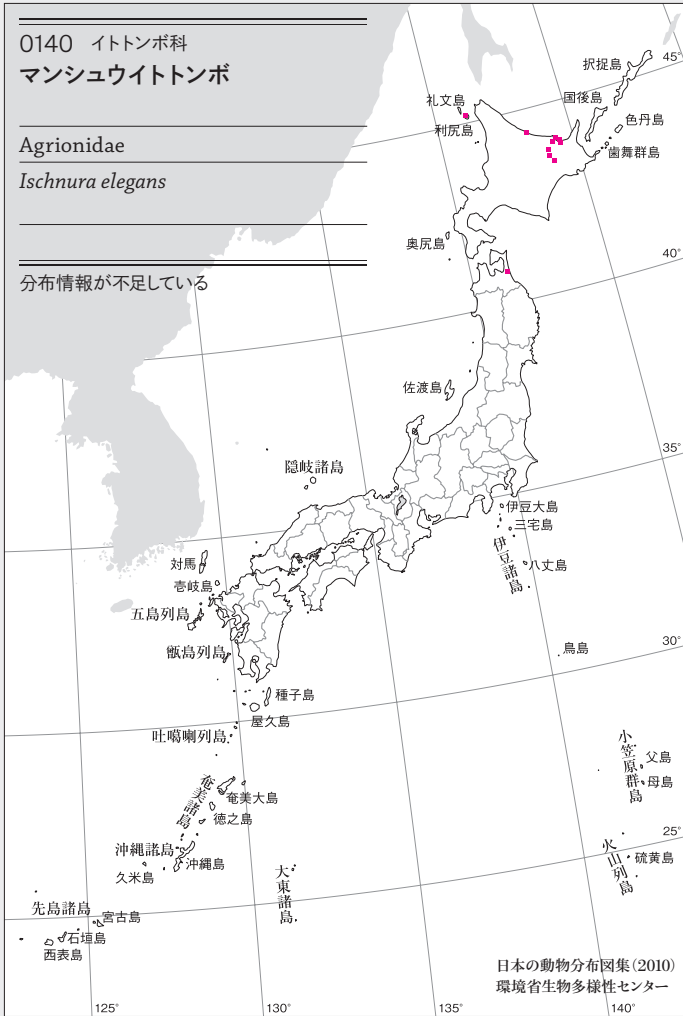 0140 イトトンボ科
マンシュウイトトンボ
Agrionidae
Ischnura elegans
分布情報が不足している
択捉島
45°
国後島
礼文島
色丹島
利尻島
歯舞群島
奥尻島
40°
佐渡島
35°
隠岐諸島
伊豆大島
三宅島
伊豆諸島
八丈島
対馬
壱岐島
五島列島
甑島列島
30°
鳥島
種子島
屋久島
吐噶喇列島
小笠原群島
父島
母島
奄美諸島
奄美大島
徳之島
25°
沖縄諸島
沖縄島
久米島
火山列島
硫黄島
大東諸島
先島諸島
宮古島
石垣島
西表島
日本の動物分布図集(2010)
環境省生物多様性センター
125°
130°
135°
140°